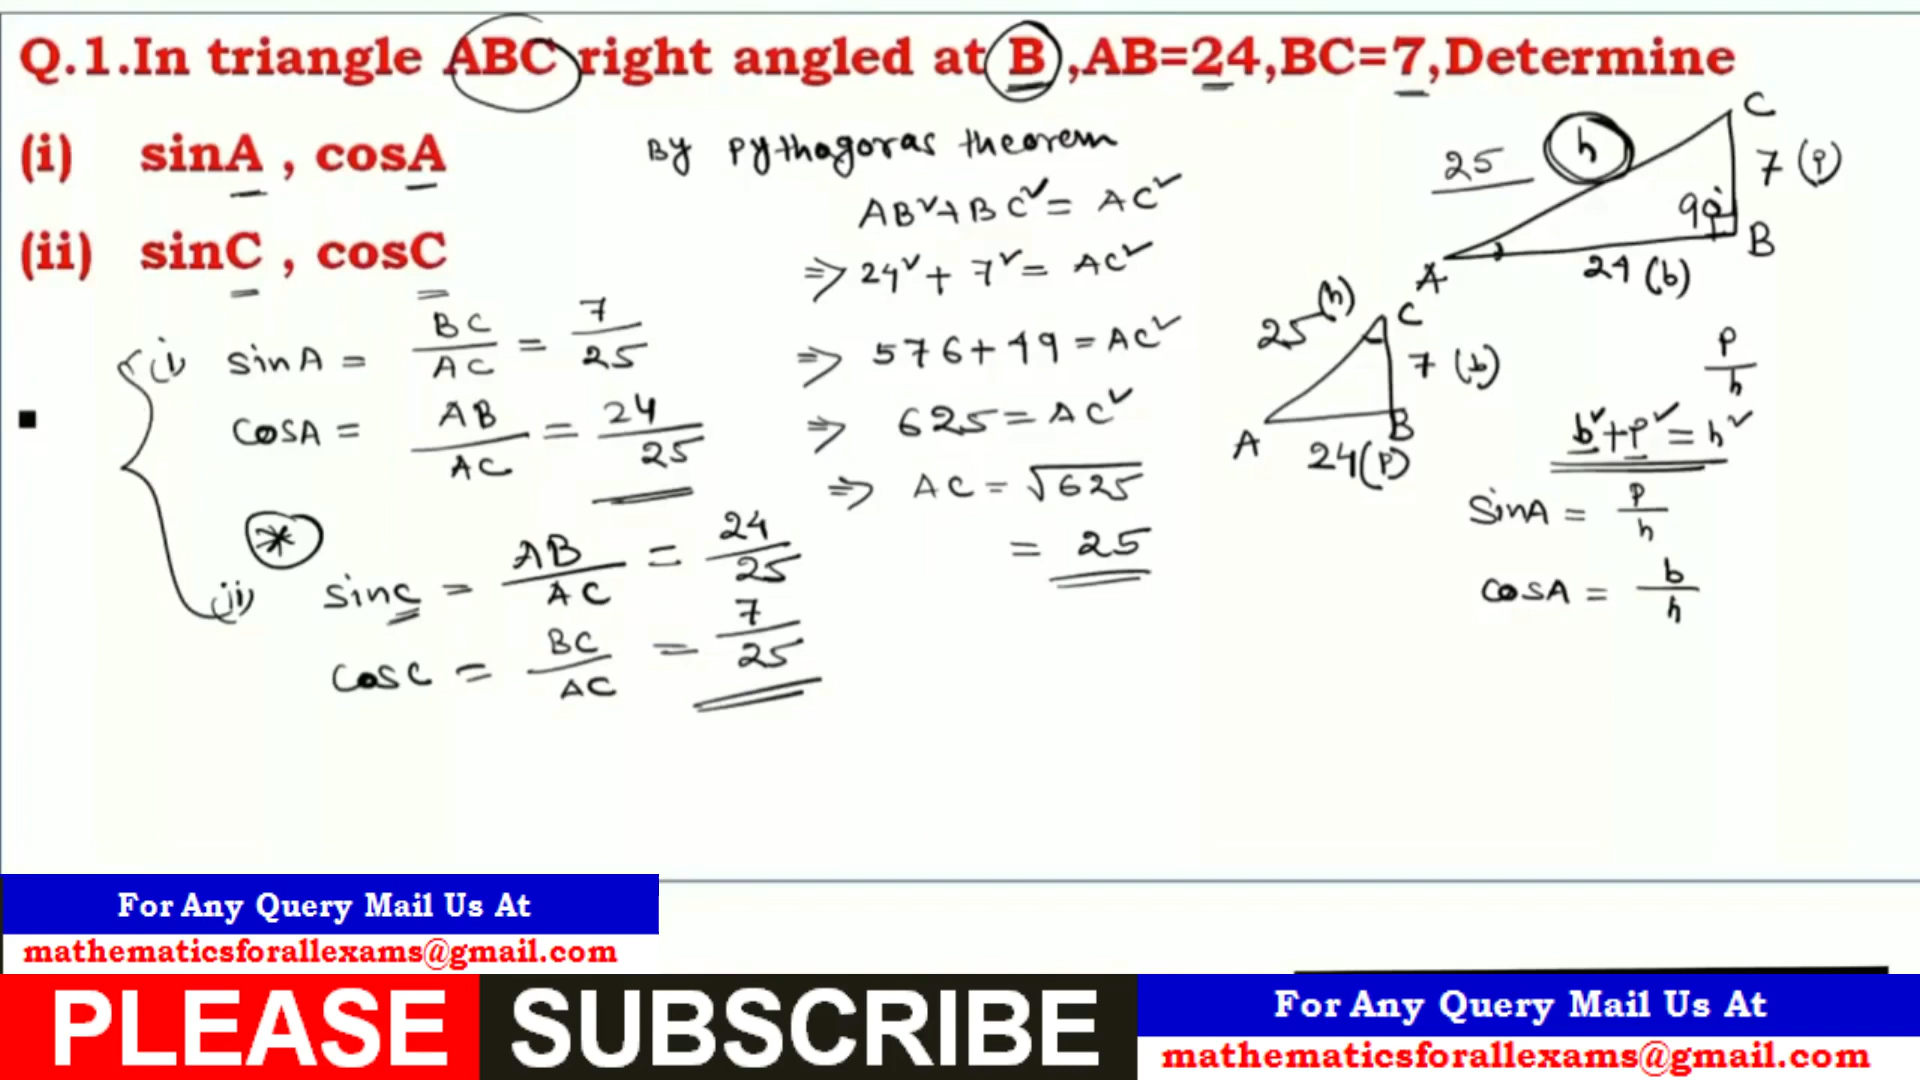 Q.1.In triangle ABC right angled at B ,AB=24,BC=7,Determine
(i) sinA , cosA
(ii) sinC , cosC
By Pythagoras theorem
AB²+BC² = AC²
⇒ 24² + 7² = AC²
⇒ 576+49 = AC²
⇒ 625 = AC²
⇒ AC = √625
= 25
(i) sinA = BC/AC = 7/25
cosA = AB/AC = 24/25
*
(ii) sinC = AB/AC = 24/25
cosC = BC/AC = 7/25
C
h
25
7 (p)
90°
A
B
24 (b)
25 (h)
C
7 (b)
A
B
24(p)
p/h
b²+p² = h²
SinA = p/h
cosA = b/h
For Any Query Mail Us At
mathematicsforallexams@gmail.com
PLEASE SUBSCRIBE
For Any Query Mail Us At
mathematicsforallexams@gmail.com